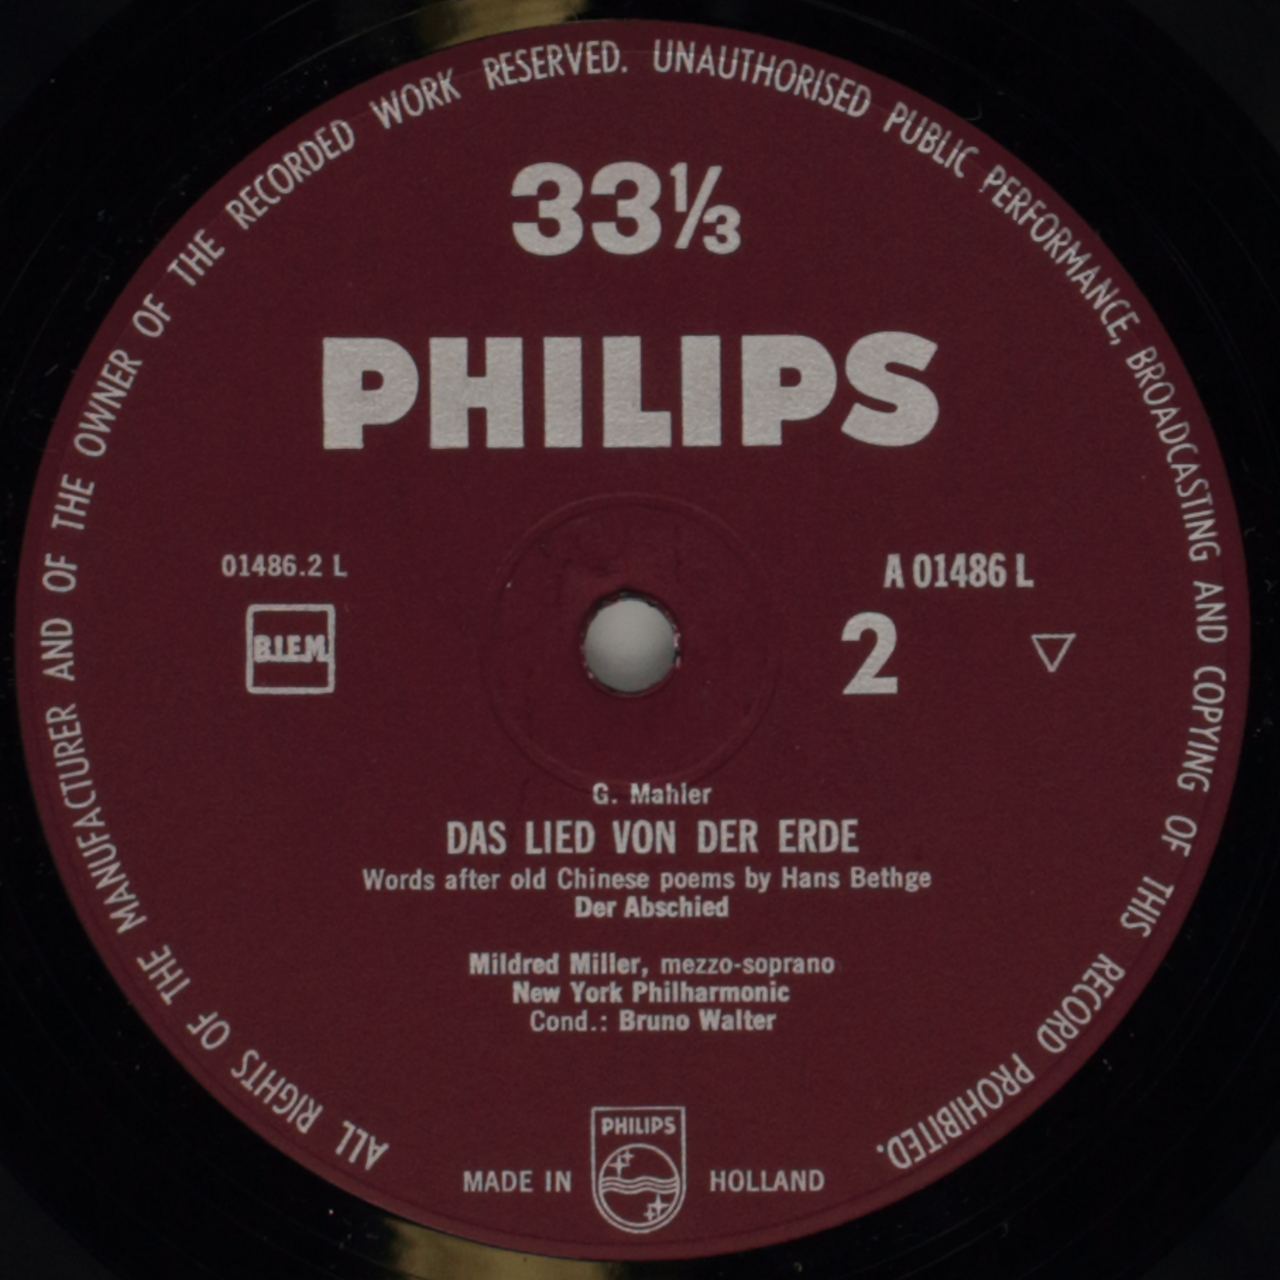 ALL RIGHTS OF THE MANUFACTURER AND OF THE OWNER OF THE RECORDED WORK RESERVED. UNAUTHORISED PUBLIC PERFORMANCE, BROADCASTING AND COPYING OF THIS RECORD PROHIBITED.
33⅓
PHILIPS
01486.2 L
A 01486 L
B.I.E.M.
2
G. Mahler
DAS LIED VON DER ERDE
Words after old Chinese poems by Hans Bethge
Der Abschied
Mildred Miller, mezzo-soprano
New York Philharmonic
Cond.: Bruno Walter
PHILIPS
MADE IN HOLLAND